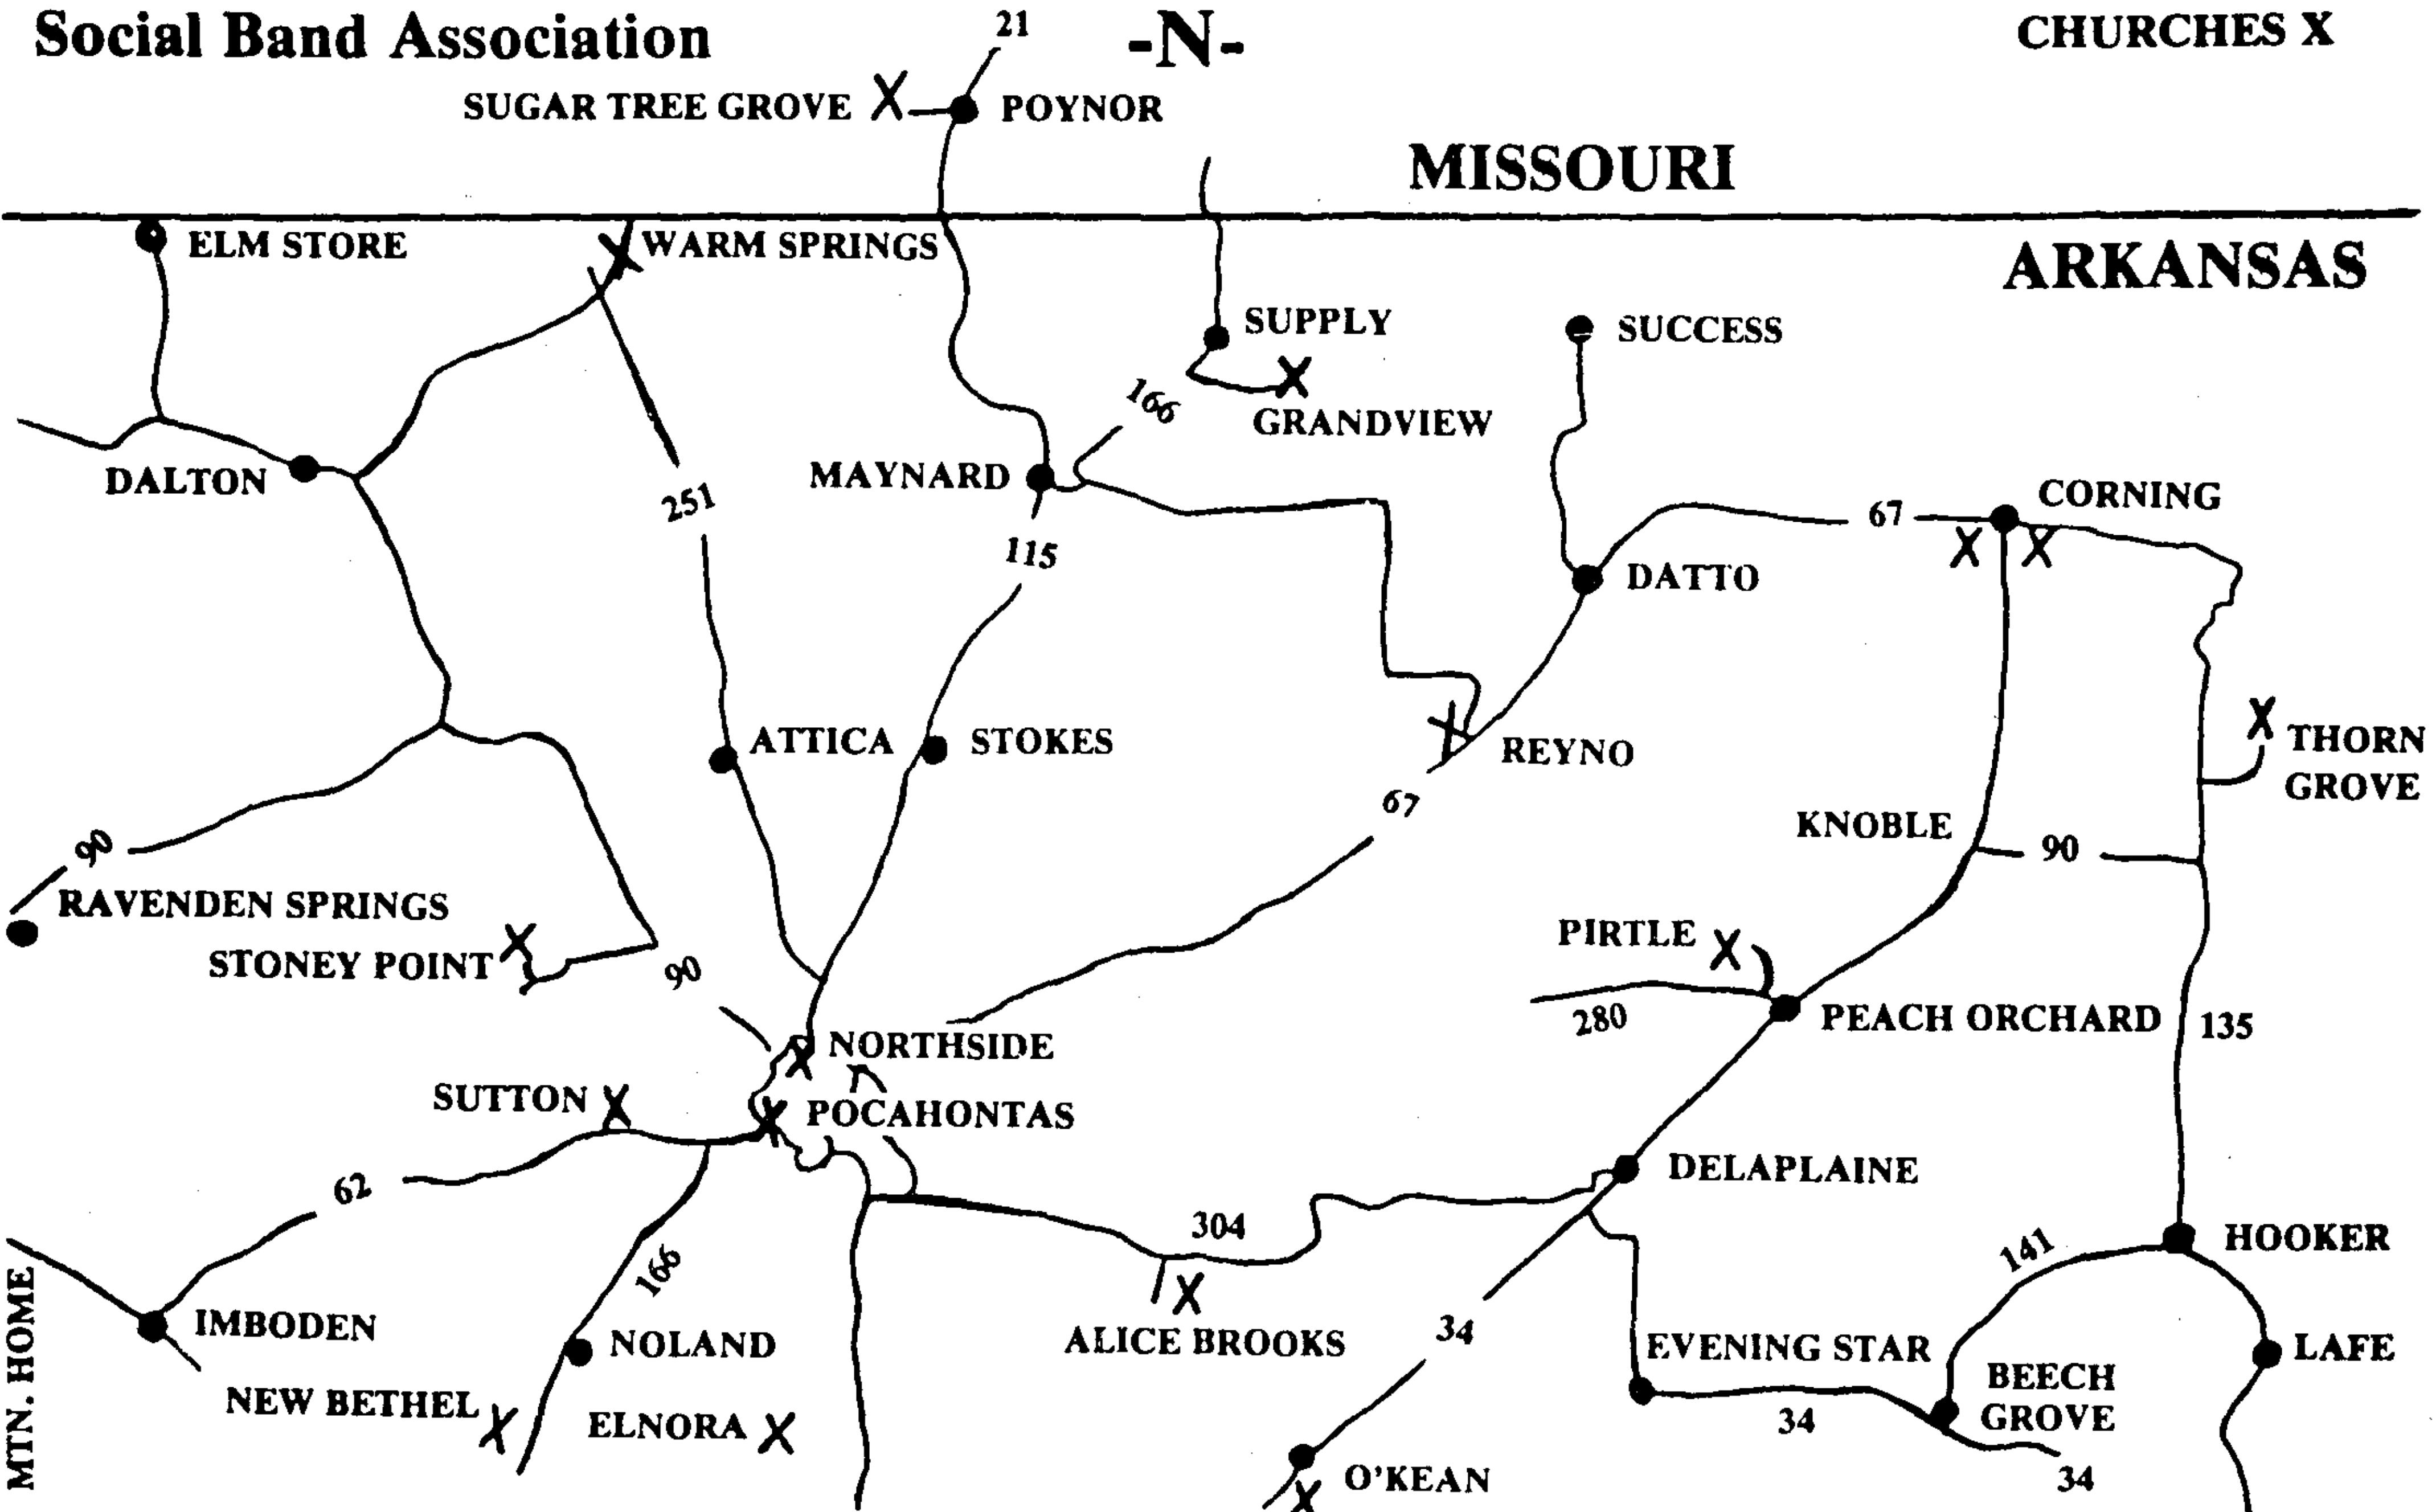 Social Band Association
21
-N-
CHURCHES X
SUGAR TREE GROVE X
POYNOR
MISSOURI
ELM STORE
X WARM SPRINGS
ARKANSAS
SUPPLY
SUCCESS
X
166
GRANDVIEW
DALTON
MAYNARD
251
67
CORNING
X X
115
DATTO
X
THORN
GROVE
ATTICA
STOKES
X
REYNO
67
KNOBLE
90
90
RAVENDEN SPRINGS
STONEY POINT X
90
PIRTLE X
280
PEACH ORCHARD
135
X NORTHSIDE
SUTTON X
X POCAHONTAS
DELAPLAINE
62
304
HOOKER
141
166
X
ALICE BROOKS
34
IMBODEN
NOLAND
EVENING STAR
LAFE
MTN. HOME
NEW BETHEL X
ELNORA X
BEECH
GROVE
34
O'KEAN
X
34